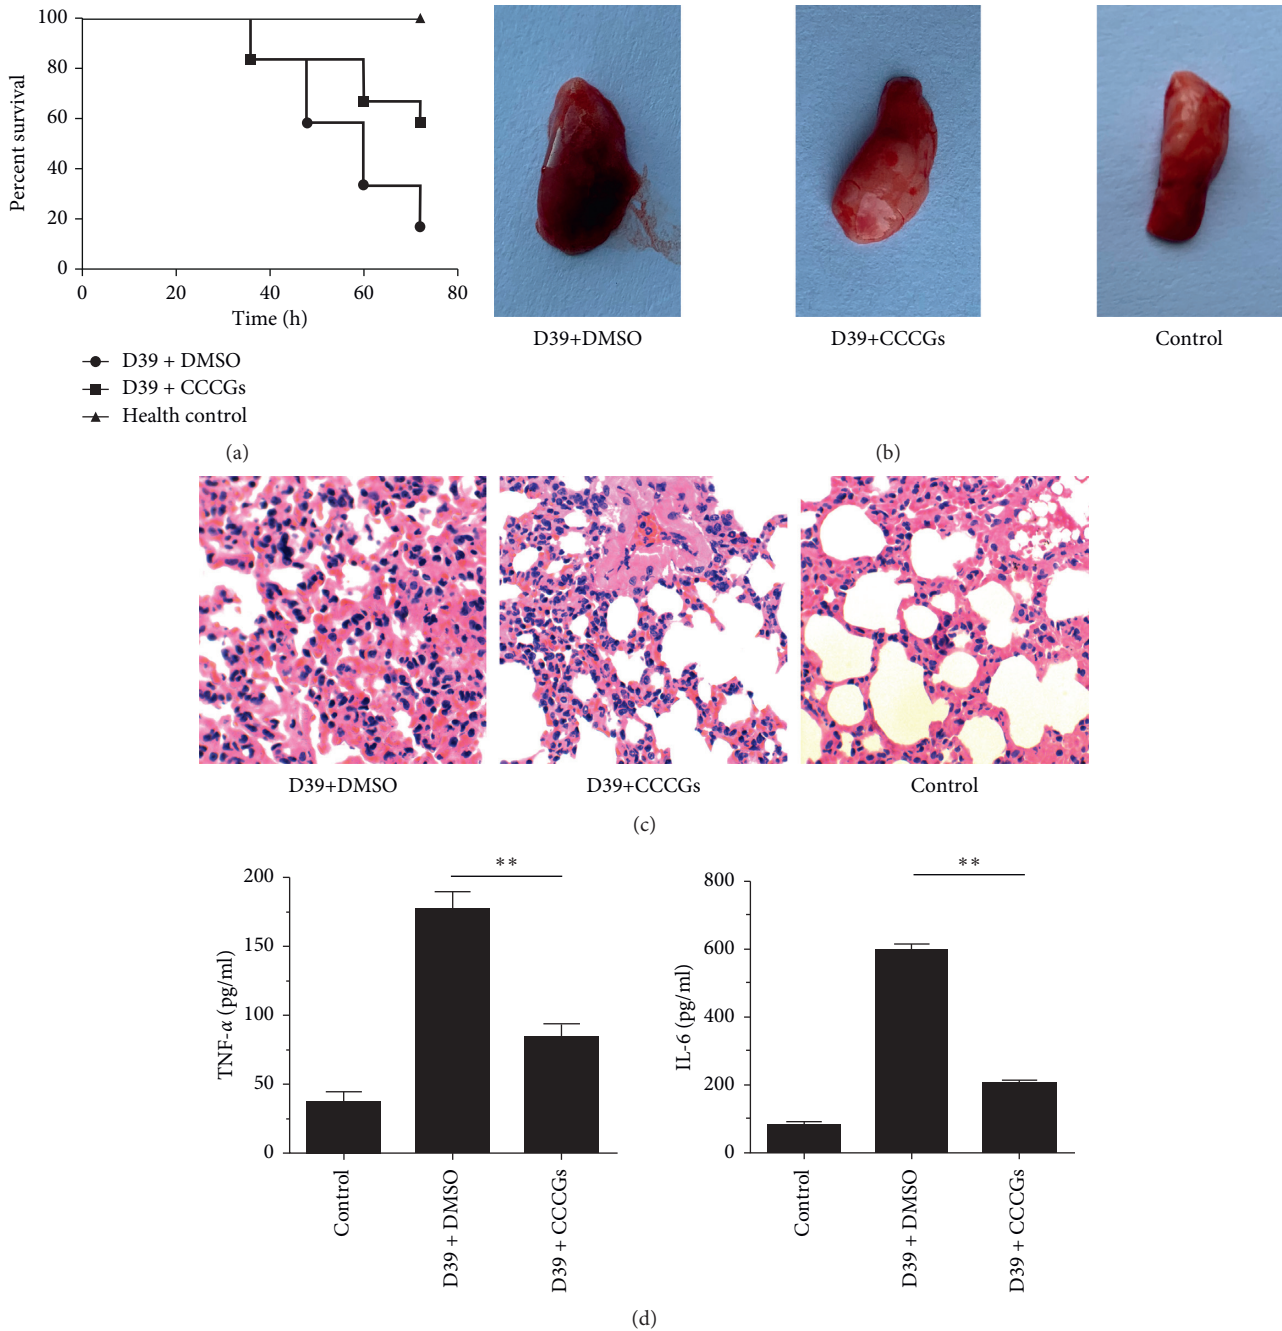 100
80
60
40
20
0
Percent survival
0 20 40 60 80
Time (h)
D39 + DMSO
D39 + CCCGs
Health control
(a)
D39+DMSO D39+CCCGs Control
(b)
D39+DMSO D39+CCCGs Control
(c)
200
150
100
50
0
TNF-α (pg/ml)
**
Control
D39 + DMSO
D39 + CCCGs
800
600
400
200
0
IL-6 (pg/ml)
**
Control
D39 + DMSO
D39 + CCCGs
(d)